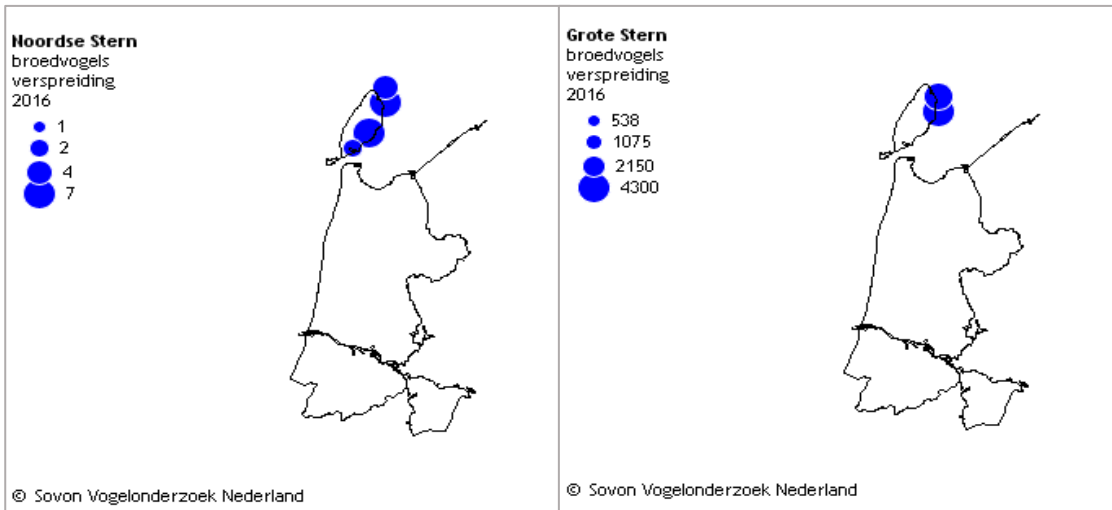 Noordse Stern
broedvogels
verspreiding
2016
1
2
4
7
© Sovon Vogelonderzoek Nederland
Grote Stern
broedvogels
verspreiding
2016
538
1075
2150
4300
© Sovon Vogelonderzoek Nederland